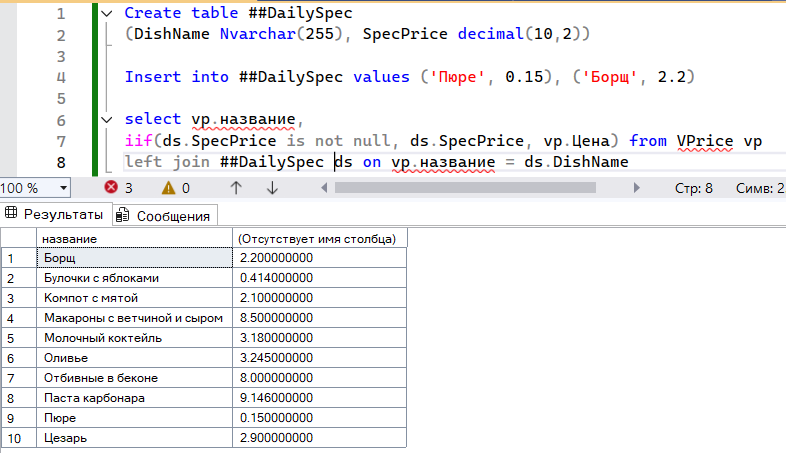 1 Create table ##DailySpec
2 (DishName Nvarchar(255), SpecPrice decimal(10,2))
3
4 Insert into ##DailySpec values ('Пюре', 0.15), ('Борщ', 2.2)
5
6 select vp.название,
7 iif(ds.SpecPrice is not null, ds.SpecPrice, vp.Цена) from VPrice vp
8 left join ##DailySpec ds on vp.название = ds.DishName
100 % 3 0 Стр: 8 Симв: 2
Результаты Сообщения
название (Отсутствует имя столбца)
1 Борщ 2.200000000
2 Булочки с яблоками 0.414000000
3 Компот с мятой 2.100000000
4 Макароны с ветчиной и сыром 8.500000000
5 Молочный коктейль 3.180000000
6 Оливье 3.245000000
7 Отбивные в беконе 8.000000000
8 Паста карбонара 9.146000000
9 Пюре 0.150000000
10 Цезарь 2.900000000